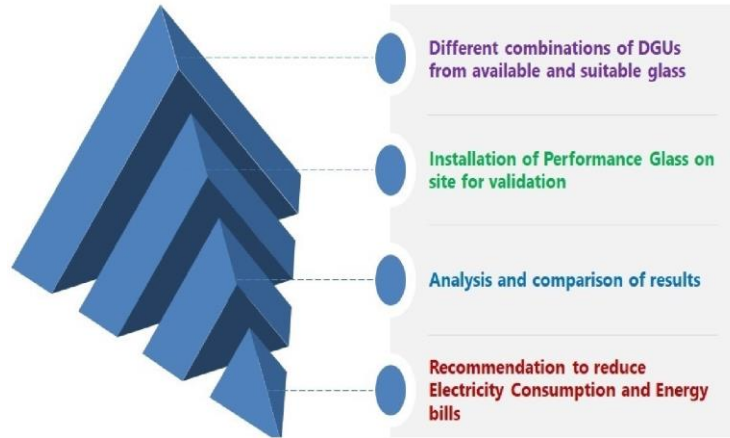 Different combinations of DGUs
from available and suitable glass
Installation of Performance Glass on
site for validation
Analysis and comparison of results
Recommendation to reduce
Electricity Consumption and Energy
bills